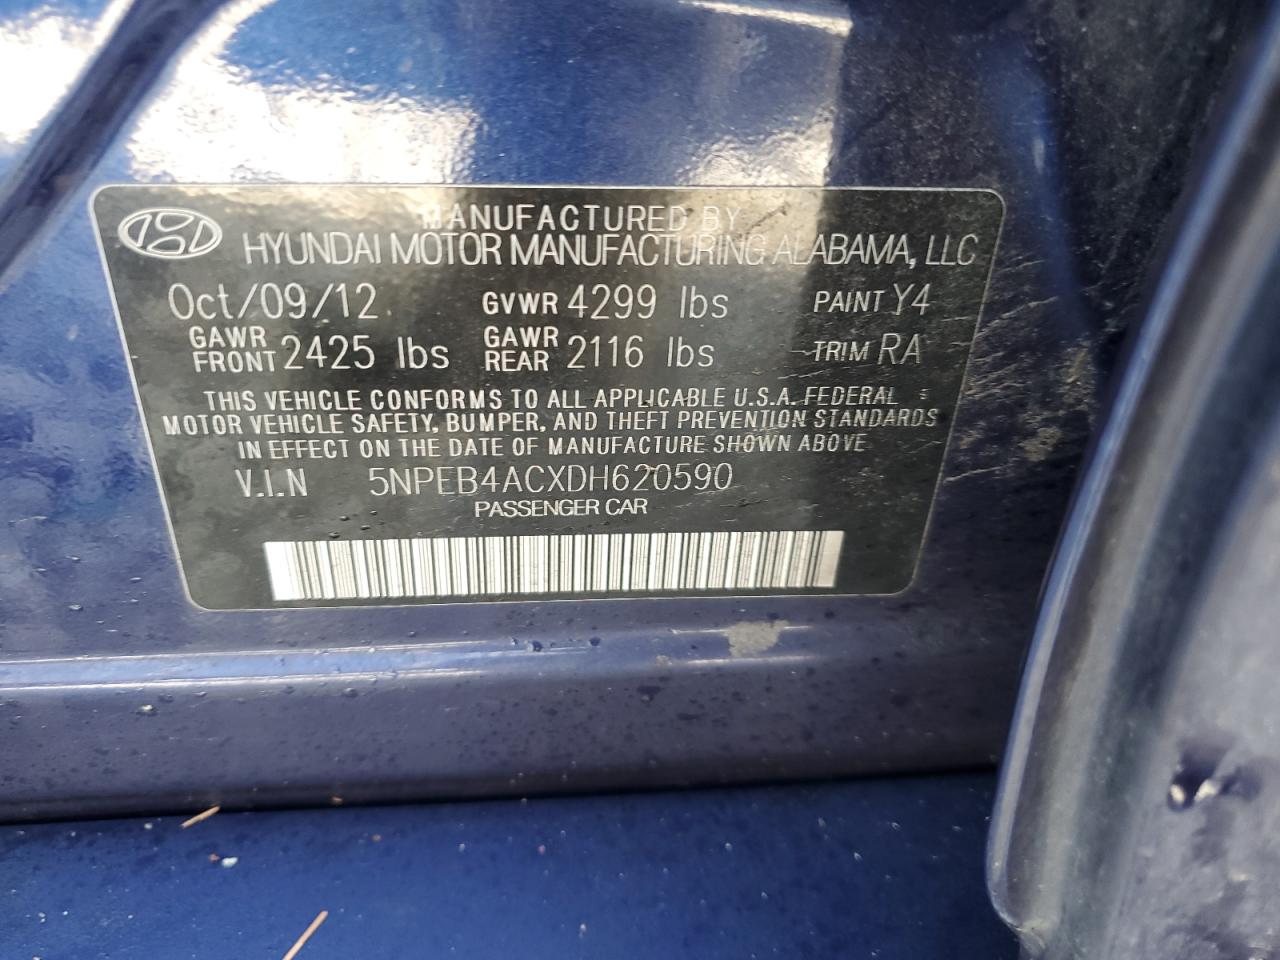 MANUFACTURED BY
HYUNDAI MOTOR MANUFACTURING ALABAMA, LLC
Oct/09/12 GVWR 4299 lbs PAINT Y4
GAWR FRONT 2425 lbs GAWR REAR 2116 lbs TRIM RA
THIS VEHICLE CONFORMS TO ALL APPLICABLE U.S.A. FEDERAL
MOTOR VEHICLE SAFETY, BUMPER, AND THEFT PREVENTION STANDARDS
IN EFFECT ON THE DATE OF MANUFACTURE SHOWN ABOVE
V.I.N 5NPEB4ACXDH620590
PASSENGER CAR